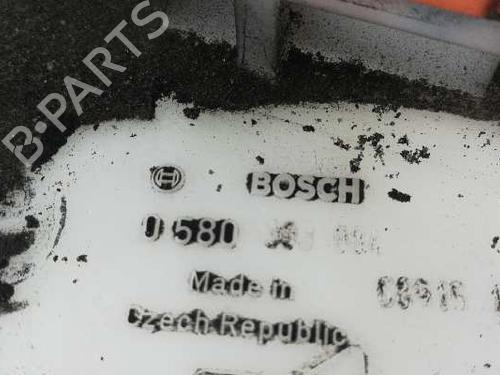 B-PARTS
BOSCH
0 580
Made in
Czech Republic